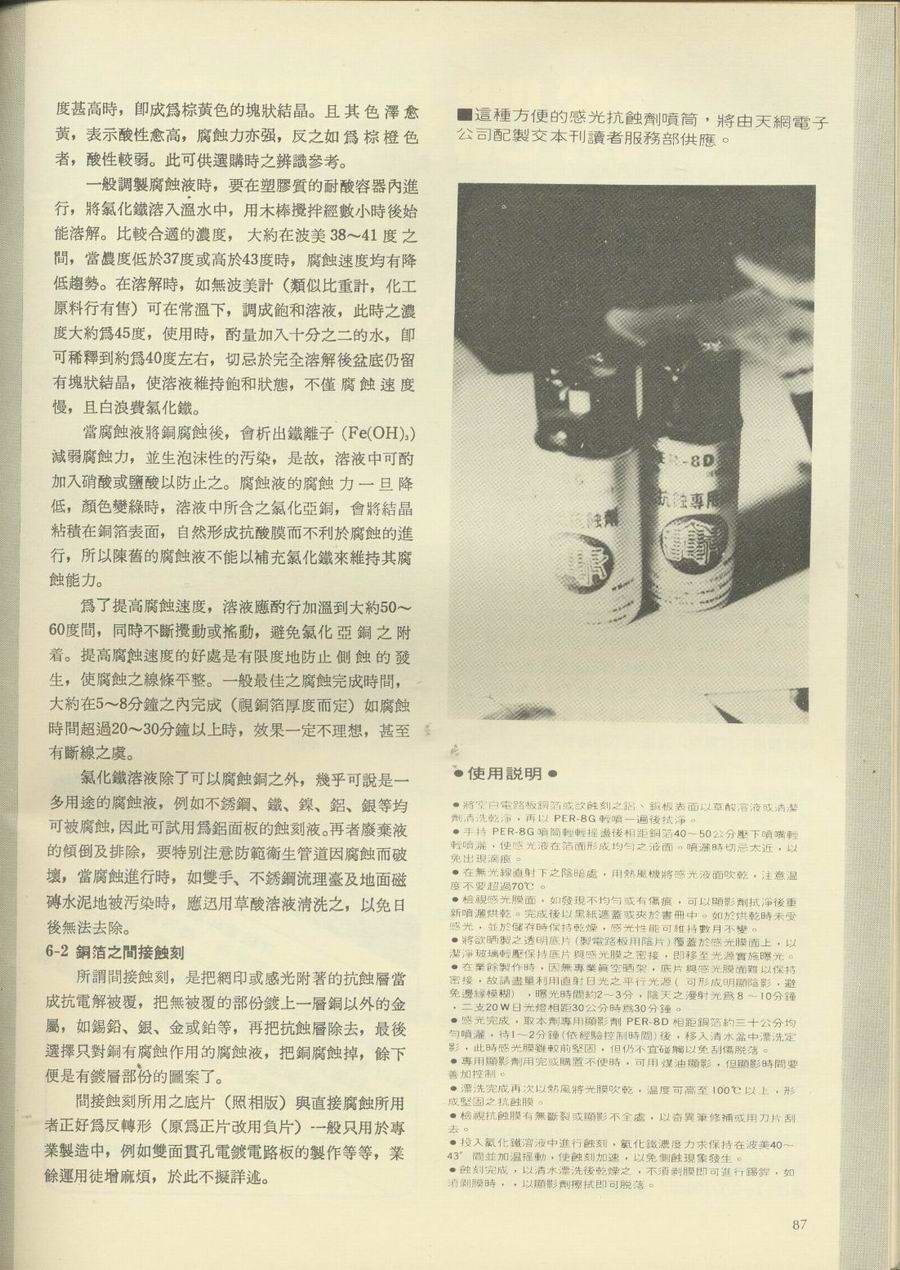 度甚高時，卽成爲棕黃色的塊狀結晶。且其色澤愈
黃，表示酸性愈高，腐蝕力亦强，反之如爲棕橙色
者，酸性較弱。此可供選購時之辨識參考。
一般調製腐蝕液時，要在塑膠質的耐酸容器內進
行，將氯化鐵溶入溫水中，用木棒攪拌經數小時後始
能溶解。比較合適的濃度，大約在波美38～41度之
間，當農度低於37度或高於43度時，腐蝕速度均有降
低趨勢。在溶解時，如無波美計（類似比重計，化工
原料行有售）可在常溫下，調成飽和溶液，此時之濃
度大約爲45度，使用時，酌量加入十分之二的水，卽
可稀釋到約爲40度左右，切忌於完全溶解後盆底仍留
有塊狀結晶，使溶液維持飽和狀態，不僅腐蝕速度
慢，且白浪費氯化鐵。
當腐蝕液將銅腐蝕後，會析出鐵離子 (Fe(OH)₃)
減弱腐蝕力，並生泡沫性的汚染，是故，溶液中可酌
加入硝酸或鹽酸以防止之。腐蝕液的腐蝕力一旦降
低，顏色變綠時，溶液中所含之氯化亞銅，會將結晶
粘積在銅箔表面，自然形成抗酸膜而不利於腐蝕的進
行，所以陳舊的腐蝕液不能以補充氯化鐵來維持其腐
蝕能力。
爲了提高腐蝕速度，溶液應酌行加溫到大約50～
60度間，同時不斷攪動或搖動，避免氯化亞銅之附
着。提高腐蝕速度的好處是有限度地防止側蝕的發
生，使腐蝕之線條平整。一般最佳之腐蝕完成時間，
大約在5～8分鐘之內完成（視銅箔厚度而定）如腐蝕
時間超過20～30分鐘以上時，效果一定不理想，甚至
有斷線之虞。
氯化鐵溶液除了可以腐蝕銅之外，幾乎可說是一
多用途的腐蝕液，例如不銹鋼、鐵、鎳、鋁、銀等均
可被腐蝕，因此可試用爲鋁面板的蝕刻液。再者廢棄液
的傾倒及排除，要特別注意防範衞生管道因腐蝕而破
壞，當腐蝕進行時，如雙手、不銹鋼流理臺及地面磁
磚水泥地被汚染時，應迅用草酸溶液淸洗之，以免日
後無法去除。
6-2 銅箔之間接蝕刻
所謂間接蝕刻，是把網印或感光附著的抗蝕層當
成抗電解被覆，把無被覆的部份鍍上一層銅以外的金
屬，如錫鉛、銀、金或鉑等，再把抗蝕層除去，最後
選擇只對銅有腐蝕作用的腐蝕液，把銅腐蝕掉，餘下
便是有鍍層部份的圖案了。
間接蝕刻所用之底片（照相版）與直接腐蝕所用
者正好爲反轉形（原爲正片改用負片）一般只用於專
業製造中，例如雙面貫孔電鍍電路板的製作等等，業
餘運用徒增麻煩，於此不擬詳述。
■這種方便的感光抗蝕劑噴筒，將由天網電子
公司配製交本刊讀者服務部供應。
-8D
抗蝕專用
蝕劑
●使用說明●
●將空白電路板銅箔或欲蝕刻之鋁、銅板表面以草酸溶液或清潔
劑清洗乾淨，再以 PER-8G 輕噴一遍後拭淨。
●手持 PER-8G 噴筒輕輕搖盪後相距銅箔40～50公分壓下噴嘴輕
輕噴灑，使感光液在箔面形成均勻之液面。噴灑時切忌太近，以
免出現滴痕。
●在無光線直射下之陰暗處，用熱風機將感光液面吹乾，注意溫
度不要超過70℃。
●檢視感光膜面，如發現不均勻或有傷痕，可以顯影劑拭淨後重
新噴灑烘乾。完成後以黑紙遮蓋或夾於書冊中。如於烘乾時未受
感光，並於儲存時保持乾燥，感光性能可維持數月不變。
●將欲晒製之透明底片(製電路板用陰片)覆蓋於感光膜面上，以
潔淨玻璃輕壓保持底片與感光膜之密接，即移至光源實施曝光。
●在業餘製作時，因無專業真空晒架，底片與感光膜面難以保持
密接，故請盡量利用直射日光之平行光源(可形成明顯陰影，避
免邊緣模糊)，曝光時間約2～3分，陰天之漫射光爲8～10分鐘
，二支20W日光燈相距30公分時爲30分鐘。
●感光完成，取本劑專用顯影劑 PER-8D 相距銅箔約三十公分均
勻噴灑，待1～2分鐘(依經驗控制時間)後，移入清水盆中漂洗定
影，此時感光膜雖較前堅固，但仍不宜碰觸以免刮傷脫落。
●專用顯影劑用完或購置不便時，可用煤油顯影，但顯影時間要
善加控制。
●漂洗完成再次以熱風將光膜吹乾，溫度可高至100℃以上，形
成堅固之抗蝕膜。
●檢視抗蝕膜有無斷裂或顯影不全處，以奇異筆修補或用刀片刮
去。
●投入氯化鐵溶液中進行蝕刻，氯化鐵濃度力求保持在波美40～
43°間並加溫搖動，使蝕刻加速，以免側蝕現象發生。
●蝕刻完成，以清水漂洗後乾燥之，不須剥膜即可進行錫銲，如
須剥膜時，，以顯影劑擦拭即可脫落。
87